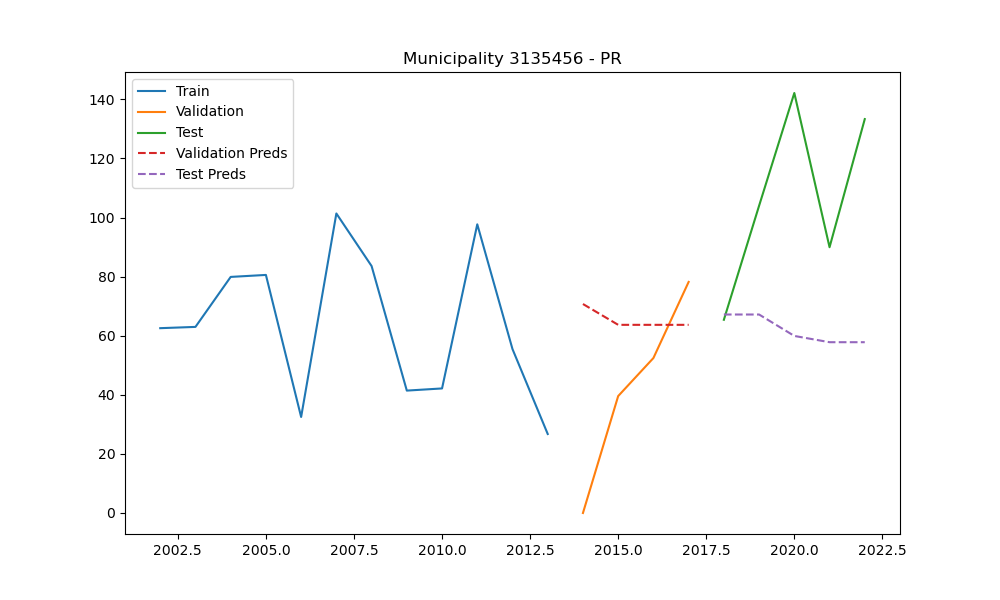 Municipality 3135456 - PR
Train
Validation
Test
Validation Preds
Test Preds
140
120
100
80
60
40
20
0
2002.5 2005.0 2007.5 2010.0 2012.5 2015.0 2017.5 2020.0 2022.5